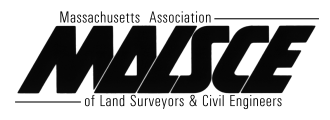 Massachusetts Association
MALSCE
of Land Surveyors & Civil Engineers